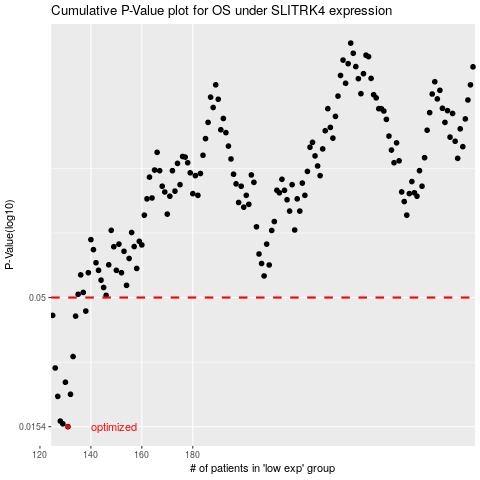 Cumulative P-Value plot for OS under SLITRK4 expression
P-Value(log10)
0.05
0.0154
optimized
120 140 160 180
# of patients in 'low exp' group